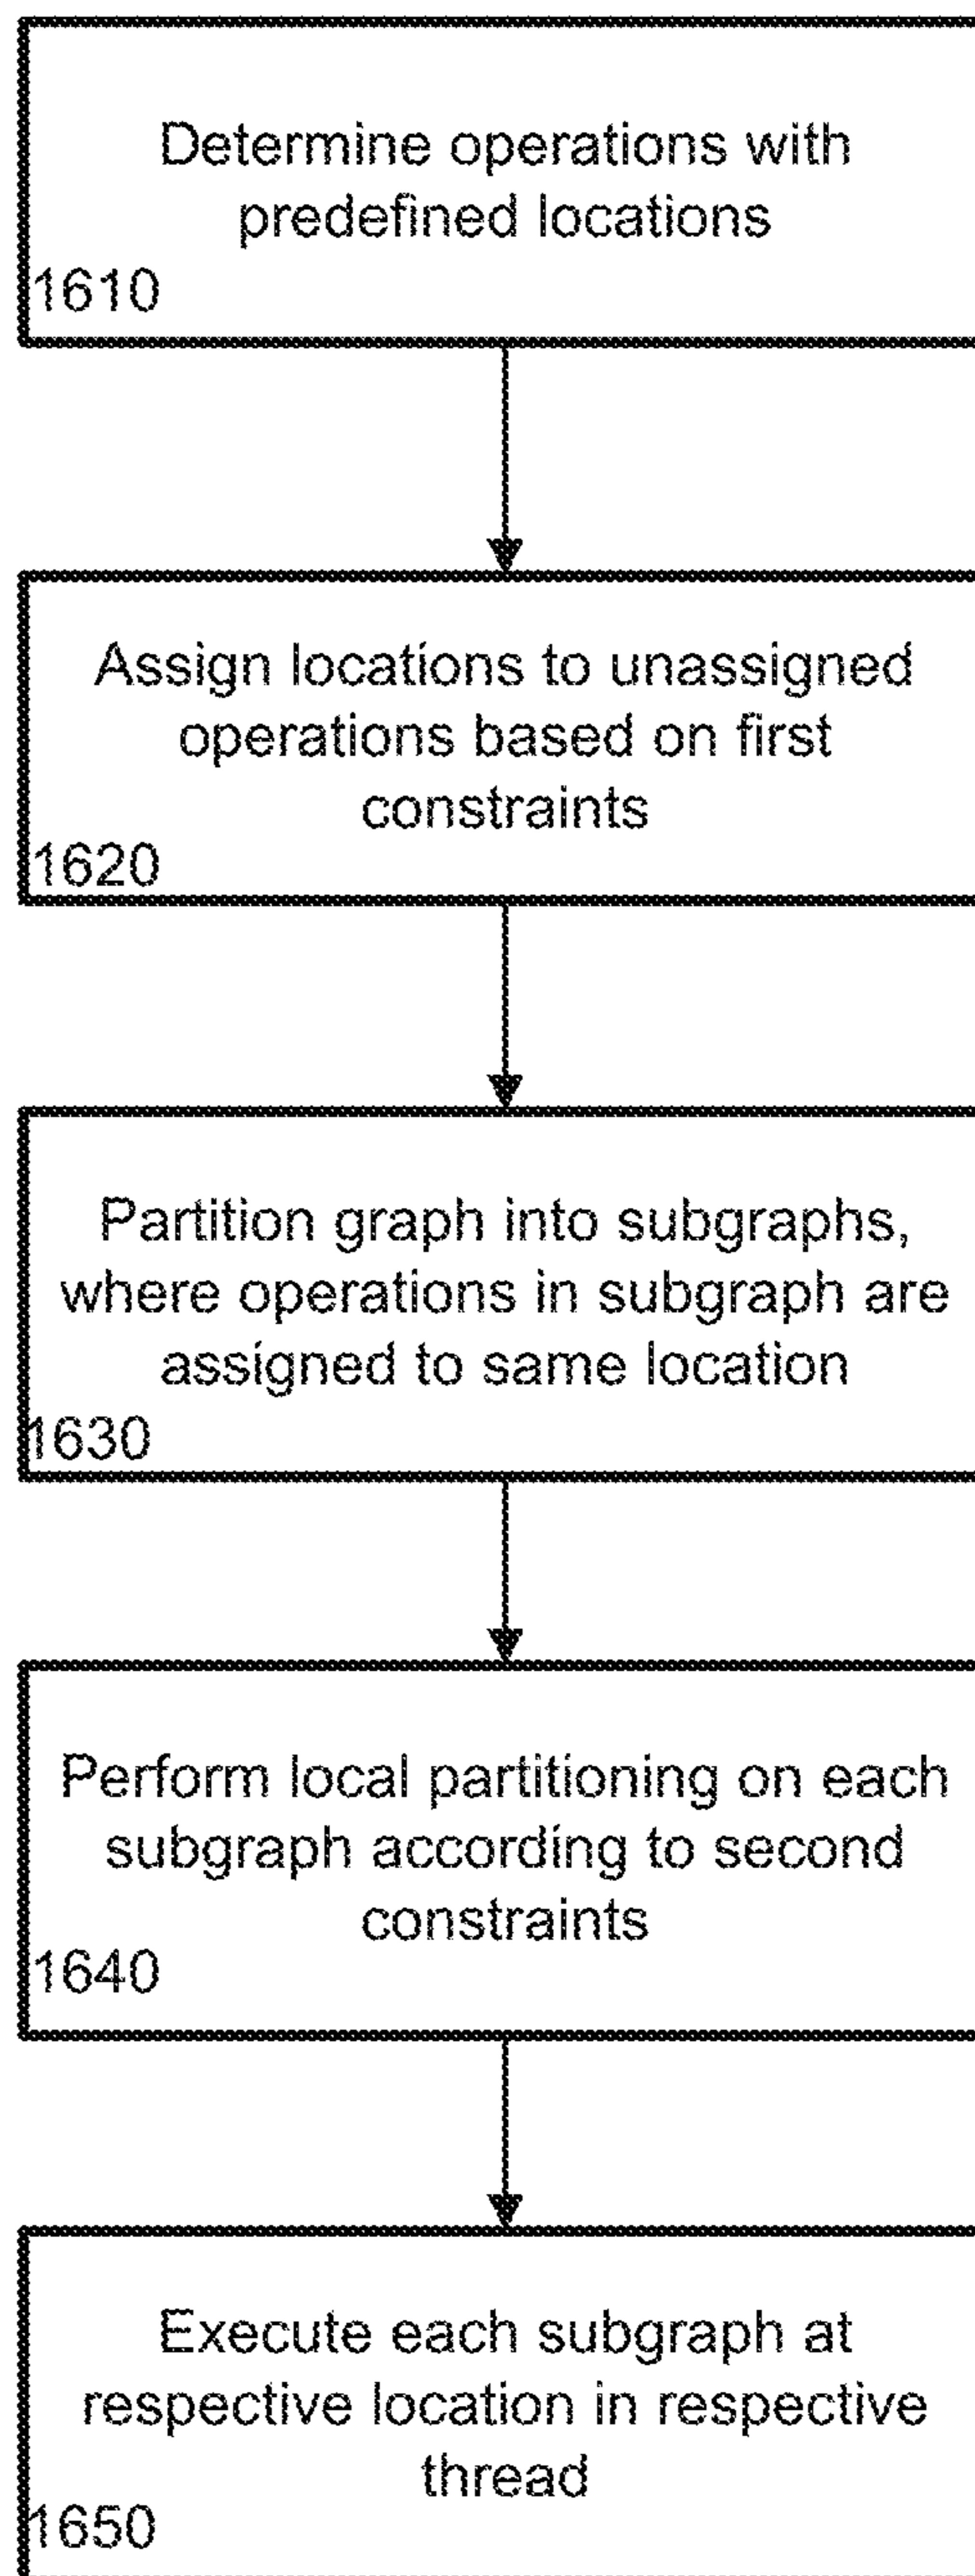 Determine operations with
predefined locations
1610
Assign locations to unassigned
operations based on first
constraints
1620
Partition graph into subgraphs,
where operations in subgraph are
assigned to same location
1630
Perform local partitioning on each
subgraph according to second
constraints
1640
Execute each subgraph at
respective location in respective
thread
1650